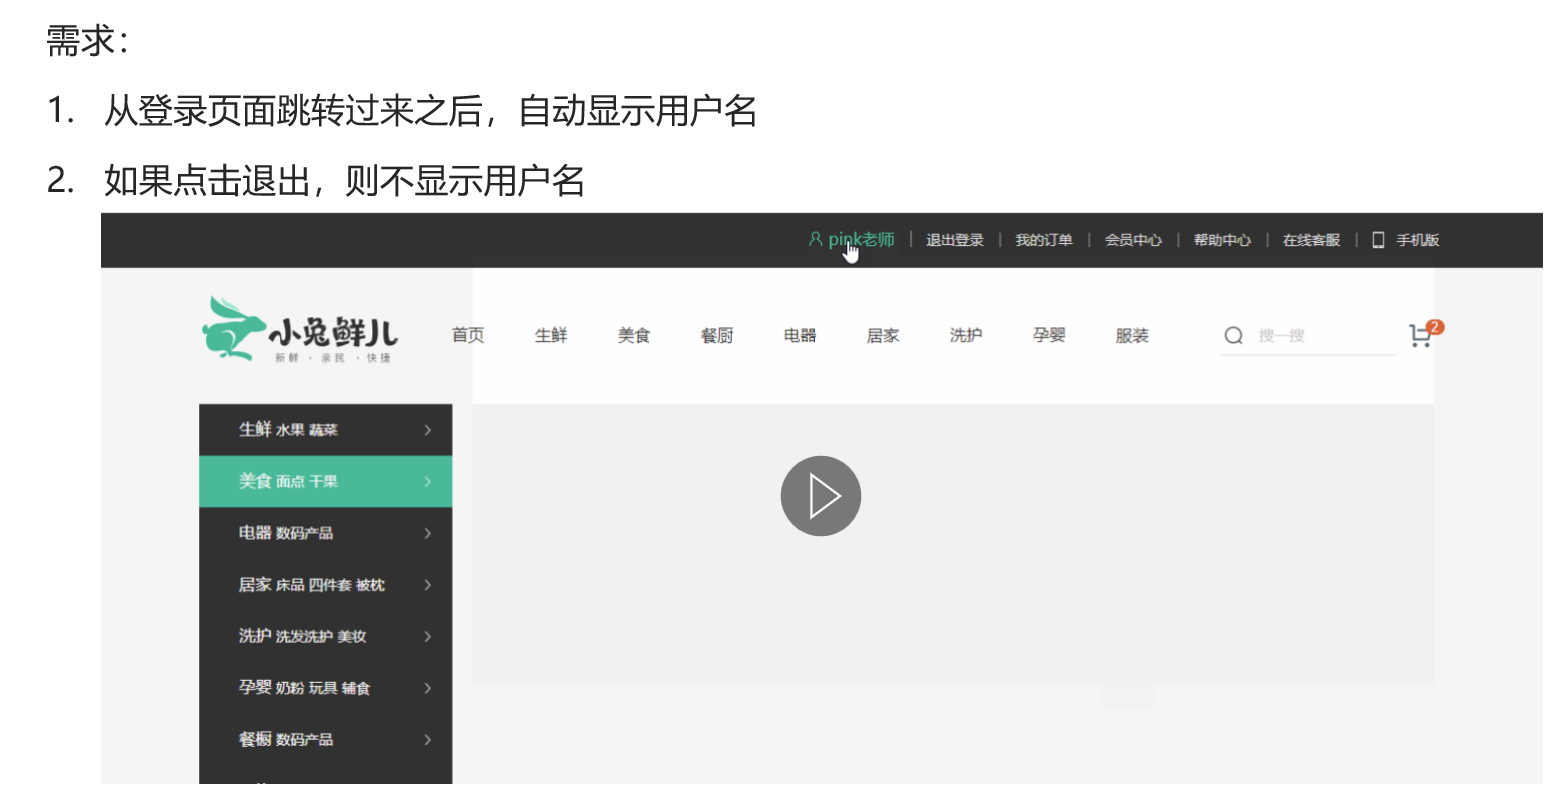 需求：
1. 从登录页面跳转过来之后，自动显示用户名
2. 如果点击退出，则不显示用户名
pink老师 | 退出登录 | 我的订单 | 会员中心 | 帮助中心 | 在线客服 | 手机版
小兔鲜儿
新鲜 · 亲民 · 快捷
首页 生鲜 美食 餐厨 电器 居家 洗护 孕婴 服装 搜一搜 2
生鲜 水果 蔬菜
美食 面点 干果
电器 数码产品
居家 床品 四件套 被枕
洗护 洗发洗护 美妆
孕婴 奶粉 玩具 辅食
餐橱 数码产品